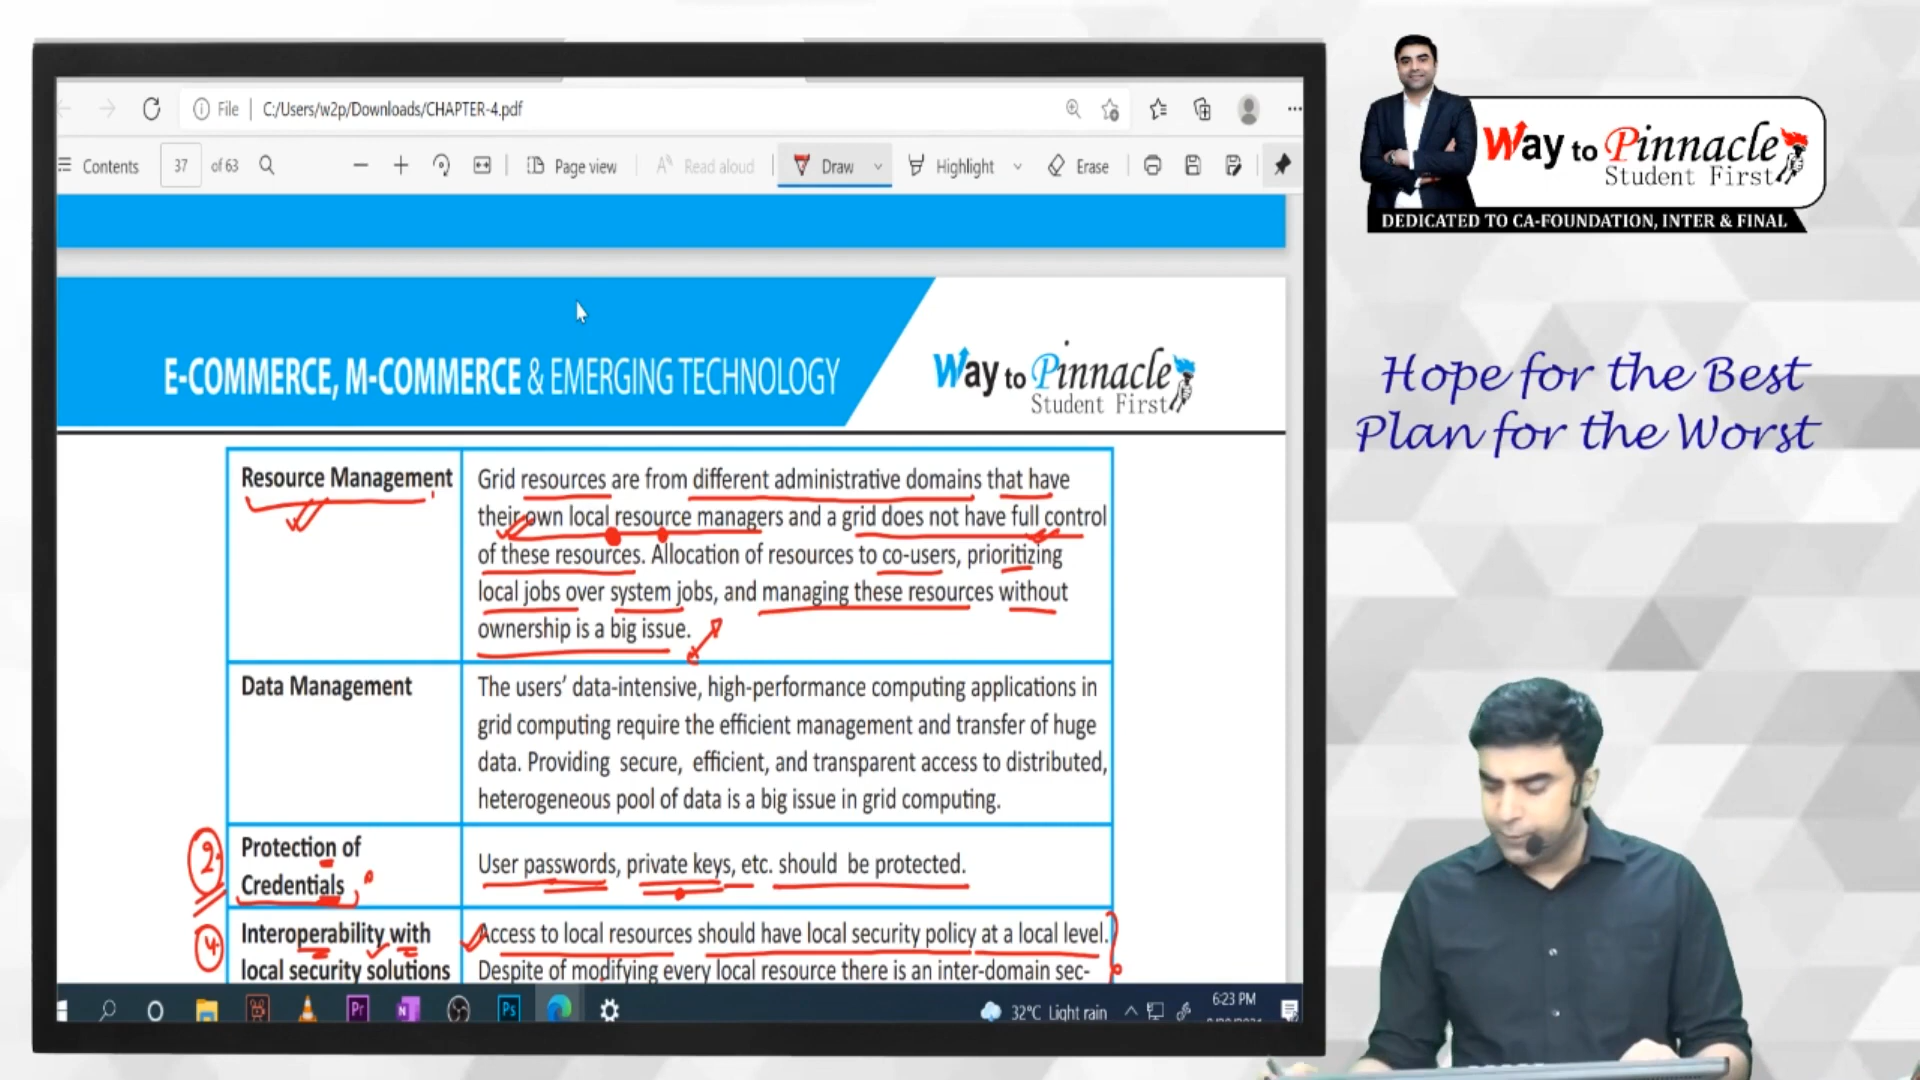 File | C:/Users/w2p/Downloads/CHAPTER-4.pdf
Contents 37 of 63 Page view Read aloud Draw Highlight Erase
E-COMMERCE, M-COMMERCE & EMERGING TECHNOLOGY
Way to Pinnacle
Student First
Resource Management
Grid resources are from different administrative domains that have
their own local resource managers and a grid does not have full control
of these resources. Allocation of resources to co-users, prioritizing
local jobs over system jobs, and managing these resources without
ownership is a big issue.
Data Management
The users’ data-intensive, high-performance computing applications in
grid computing require the efficient management and transfer of huge
data. Providing secure, efficient, and transparent access to distributed,
heterogeneous pool of data is a big issue in grid computing.
2.
Protection of
Credentials
User passwords, private keys, etc. should be protected.
4.
Interoperability with
local security solutions
Access to local resources should have local security policy at a local level.
Despite of modifying every local resource there is an inter-domain sec-
Pr
Ps
32°C Light rain
6:23 PM
Way to Pinnacle
Student First
DEDICATED TO CA-FOUNDATION, INTER & FINAL
Hope for the Best
Plan for the Worst